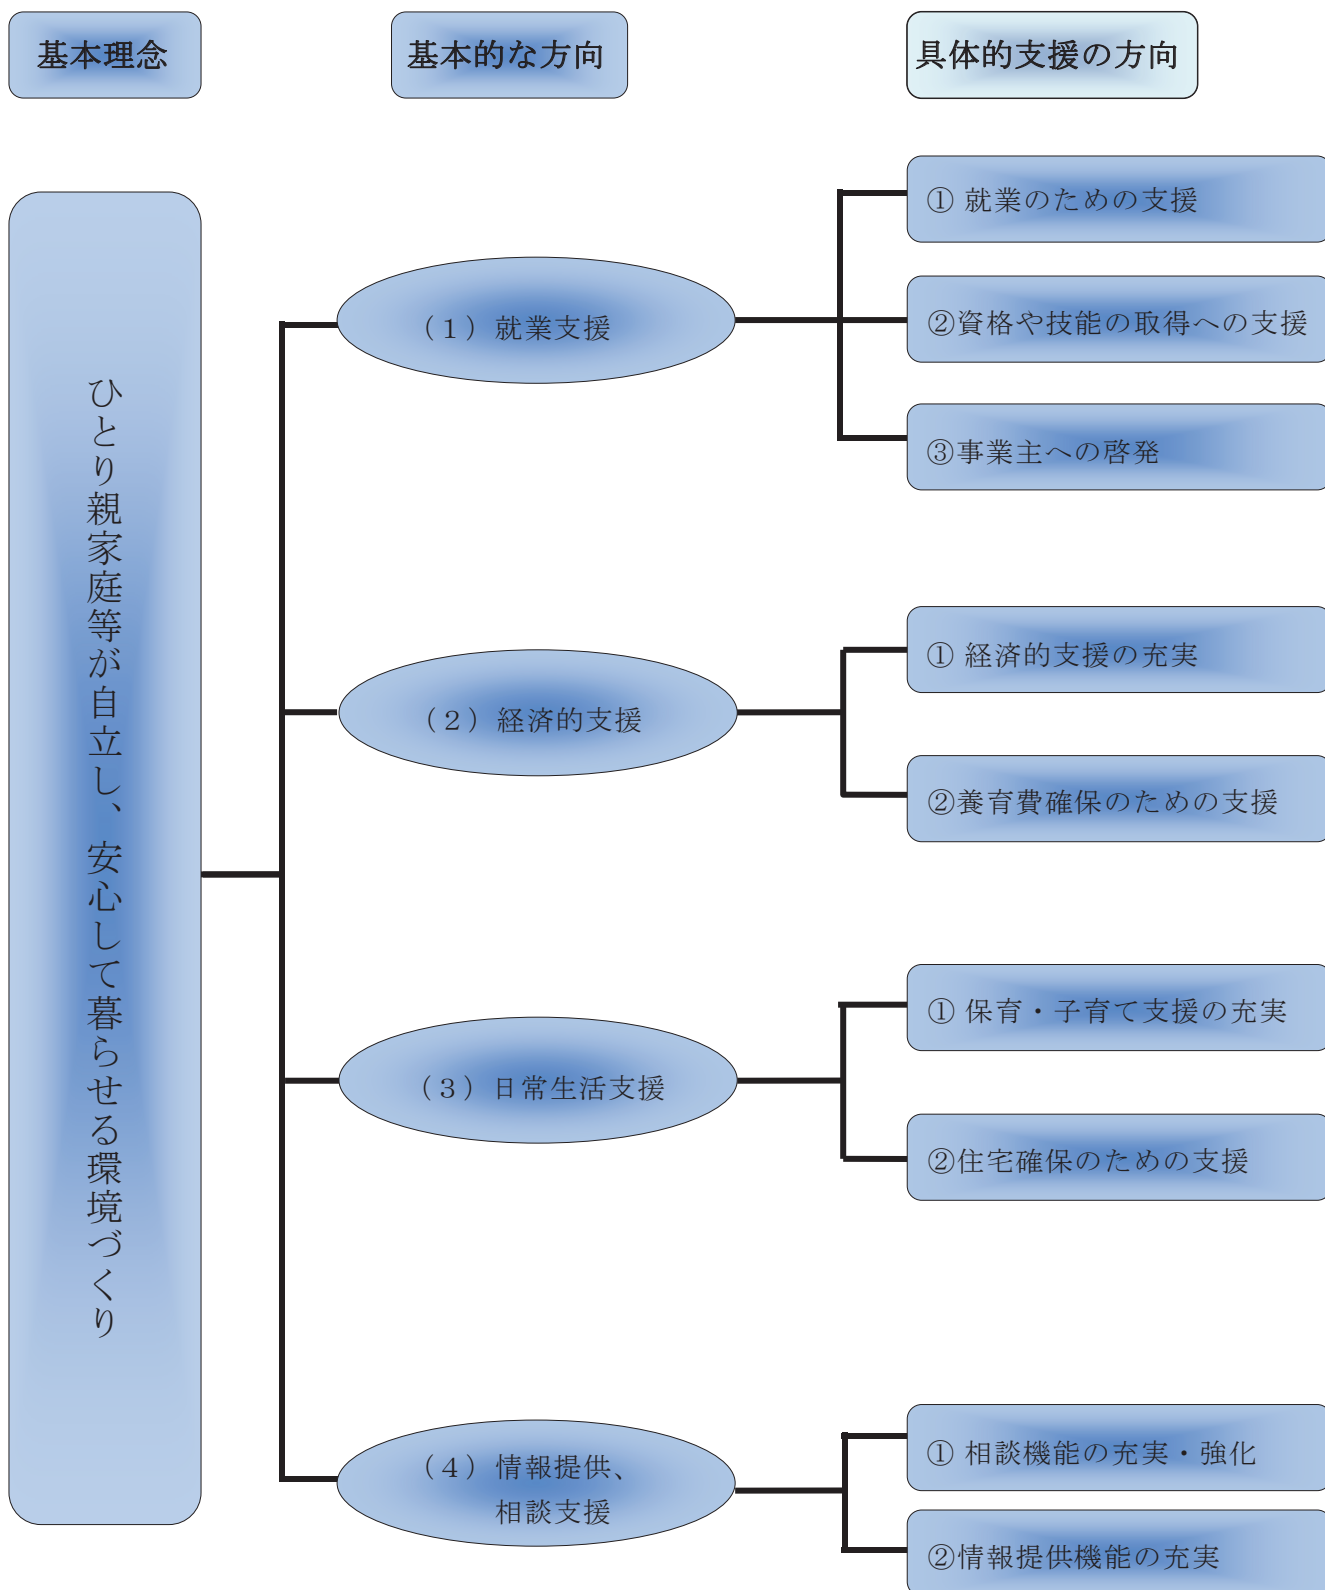 基本理念
基本的な方向
具体的支援の方向
ひとり親家庭等が自立し、安心して暮らせる環境づくり
（１）就業支援
① 就業のための支援
②資格や技能の取得への支援
③事業主への啓発
（２）経済的支援
① 経済的支援の充実
②養育費確保のための支援
（３）日常生活支援
① 保育・子育て支援の充実
②住宅確保のための支援
（４）情報提供、
相談支援
① 相談機能の充実・強化
②情報提供機能の充実